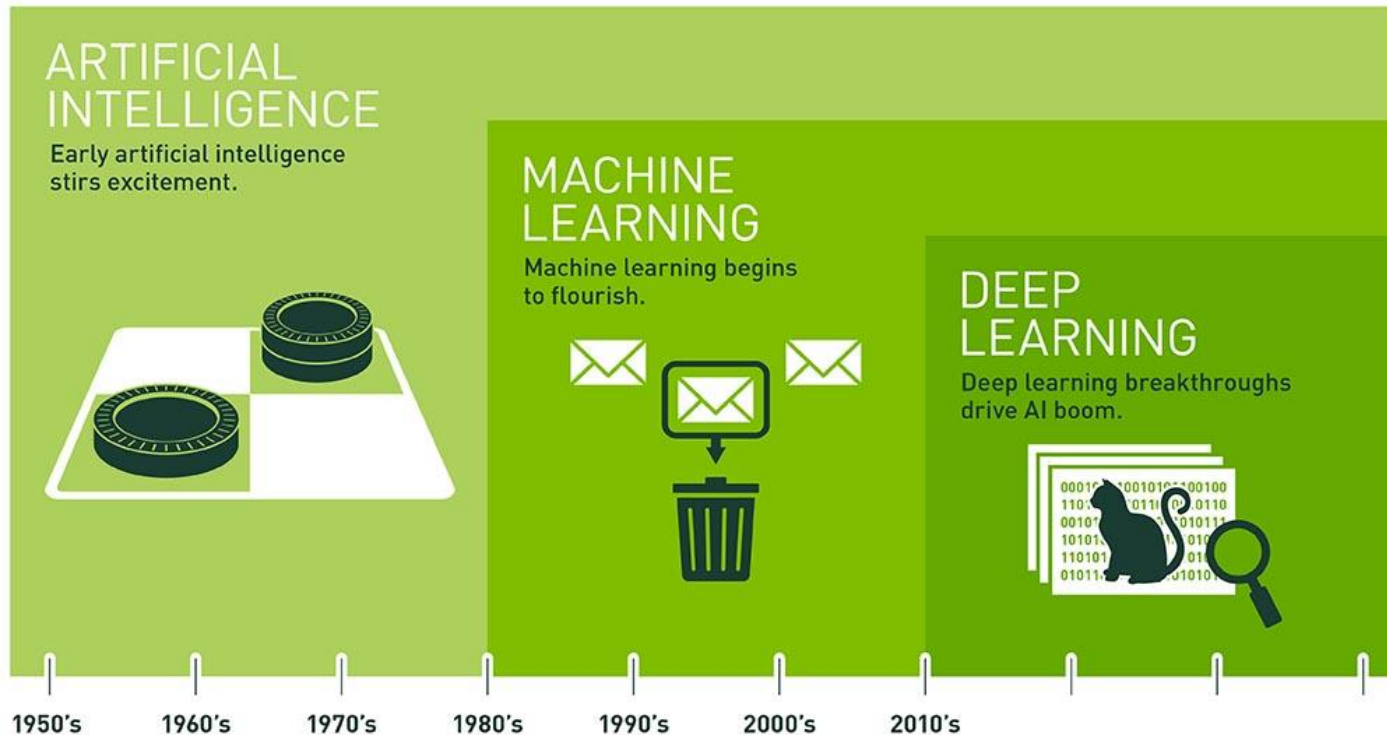 ARTIFICIAL
INTELLIGENCE
Early artificial intelligence
stirs excitement.
MACHINE
LEARNING
Machine learning begins
to flourish.
DEEP
LEARNING
Deep learning breakthroughs
drive AI boom.
1950's
1960's
1970's
1980's
1990's
2000's
2010's